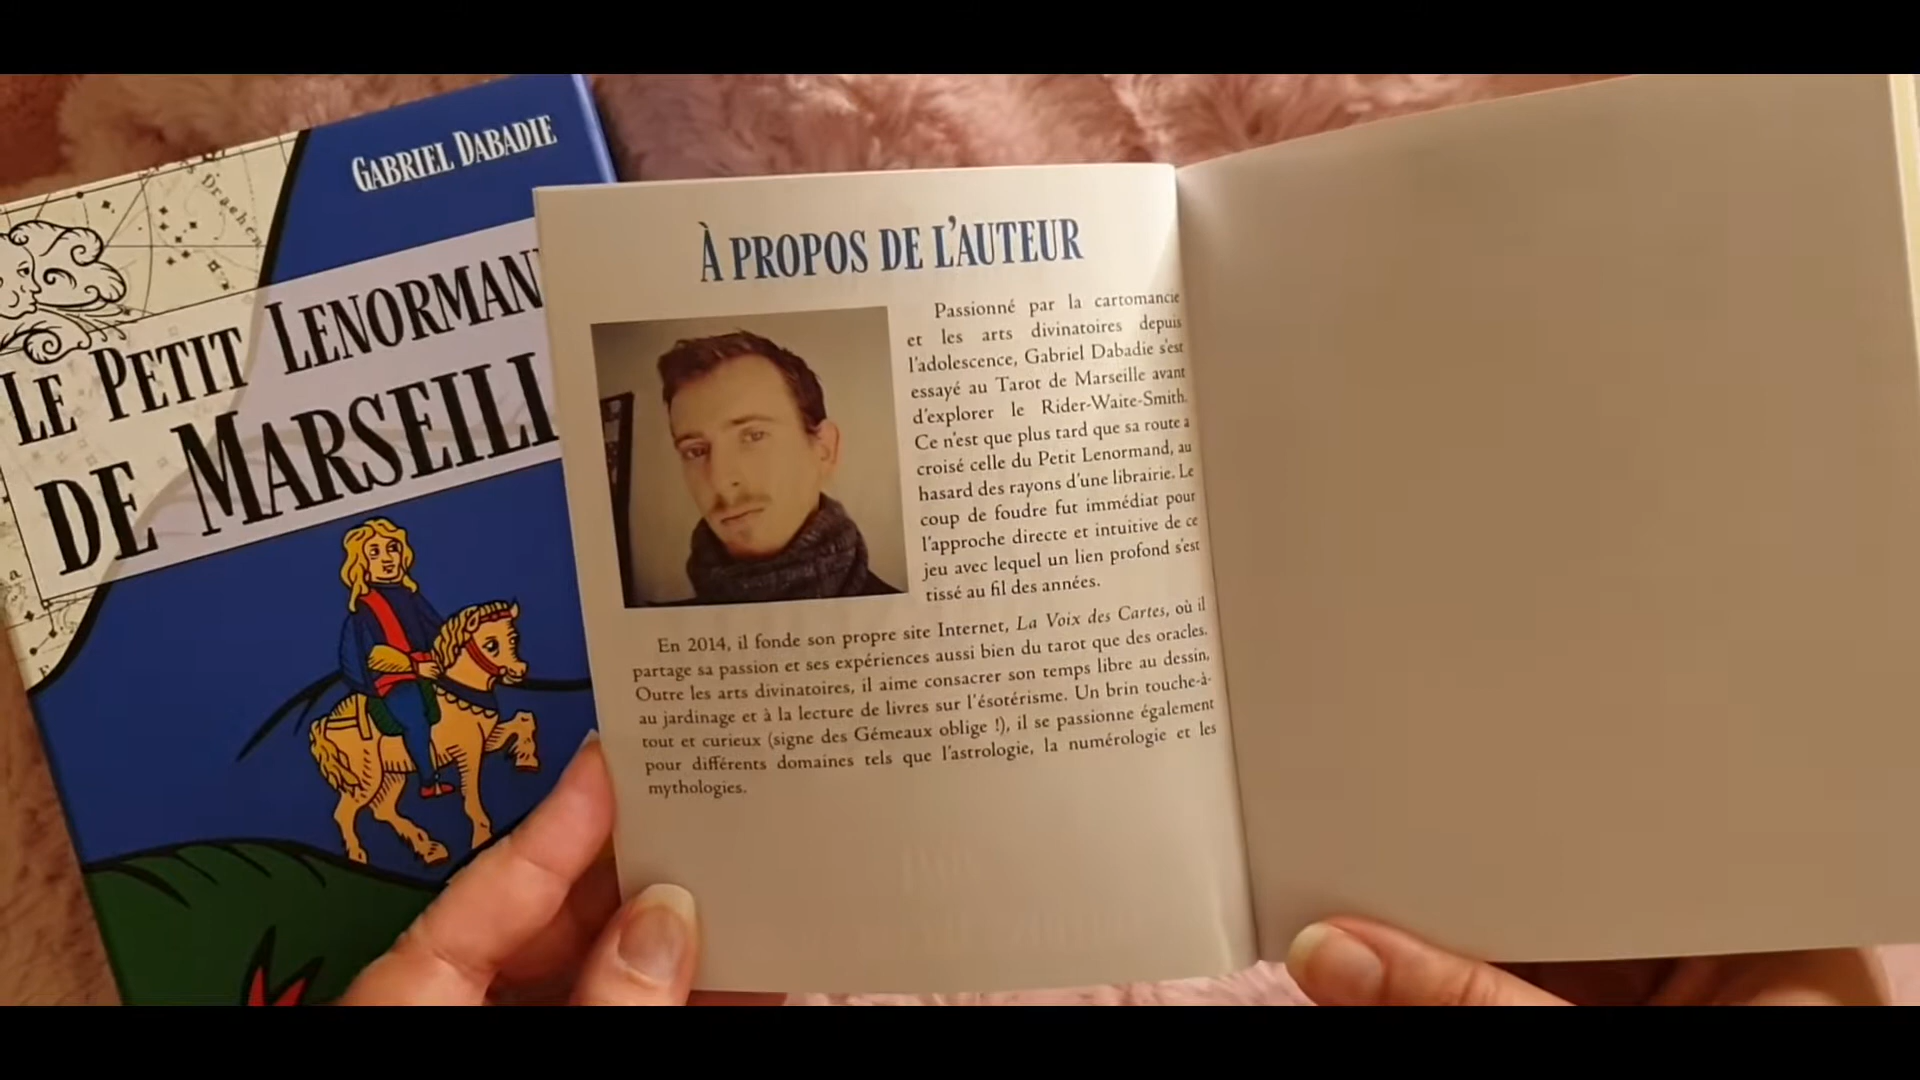 Drachen
GABRIEL DABADIE
LE PETIT LENORMAN
DE MARSEILL
À PROPOS DE L'AUTEUR
Passionné par la cartomancie
et les arts divinatoires depuis
l'adolescence, Gabriel Dabadie s'est
essayé au Tarot de Marseille avant
d'explorer le Rider-Waite-Smith.
Ce n'est que plus tard que sa route a
croisé celle du Petit Lenormand, au
hasard des rayons d'une librairie. Le
coup de foudre fut immédiat pour
l'approche directe et intuitive de ce
jeu avec lequel un lien profond s'est
tissé au fil des années.
En 2014, il fonde son propre site Internet, La Voix des Cartes, où il
partage sa passion et ses expériences aussi bien du tarot que des oracles.
Outre les arts divinatoires, il aime consacrer son temps libre au dessin,
au jardinage et à la lecture de livres sur l'ésotérisme. Un brin touche-à-
tout et curieux (signe des Gémeaux oblige !), il se passionne également
pour différents domaines tels que l'astrologie, la numérologie et les
mythologies.